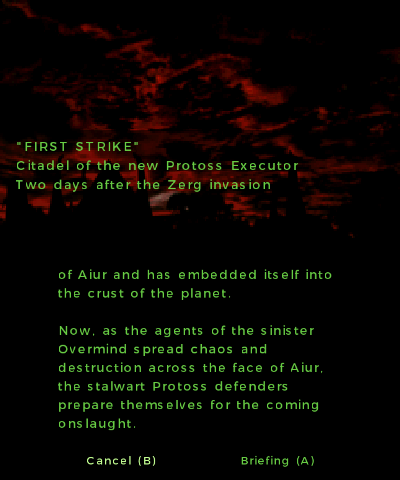 "FIRST STRIKE"
Citadel of the new Protoss Executor
Two days after the Zerg invasion
of Aiur and has embedded itself into
the crust of the planet.
Now, as the agents of the sinister
Overmind spread chaos and
destruction across the face of Aiur,
the stalwart Protoss defenders
prepare themselves for the coming
onslaught.
Cancel (B)
Briefing (A)